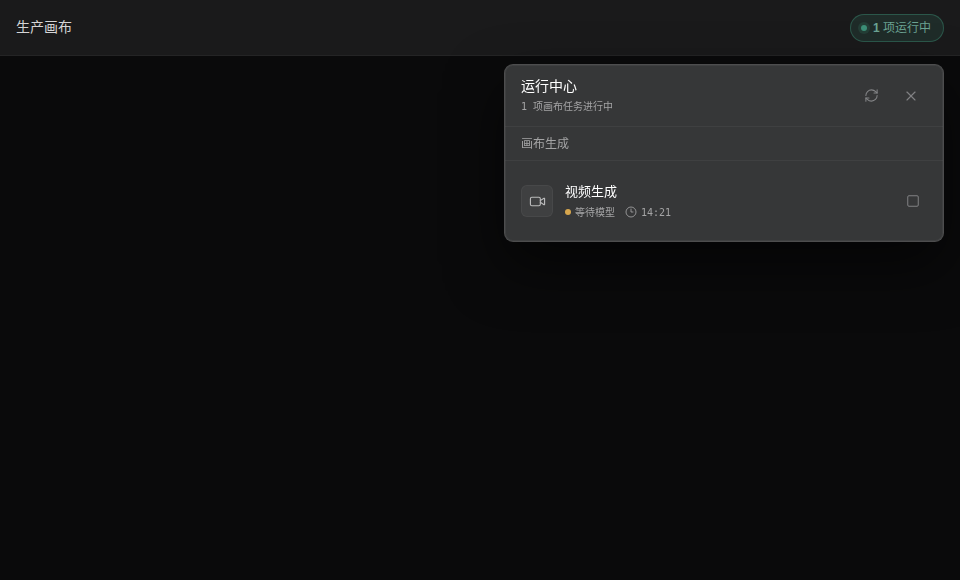 生产画布
1 项运行中
运行中心
1 项画布任务进行中
画布生成
视频生成
等待模型 14:21